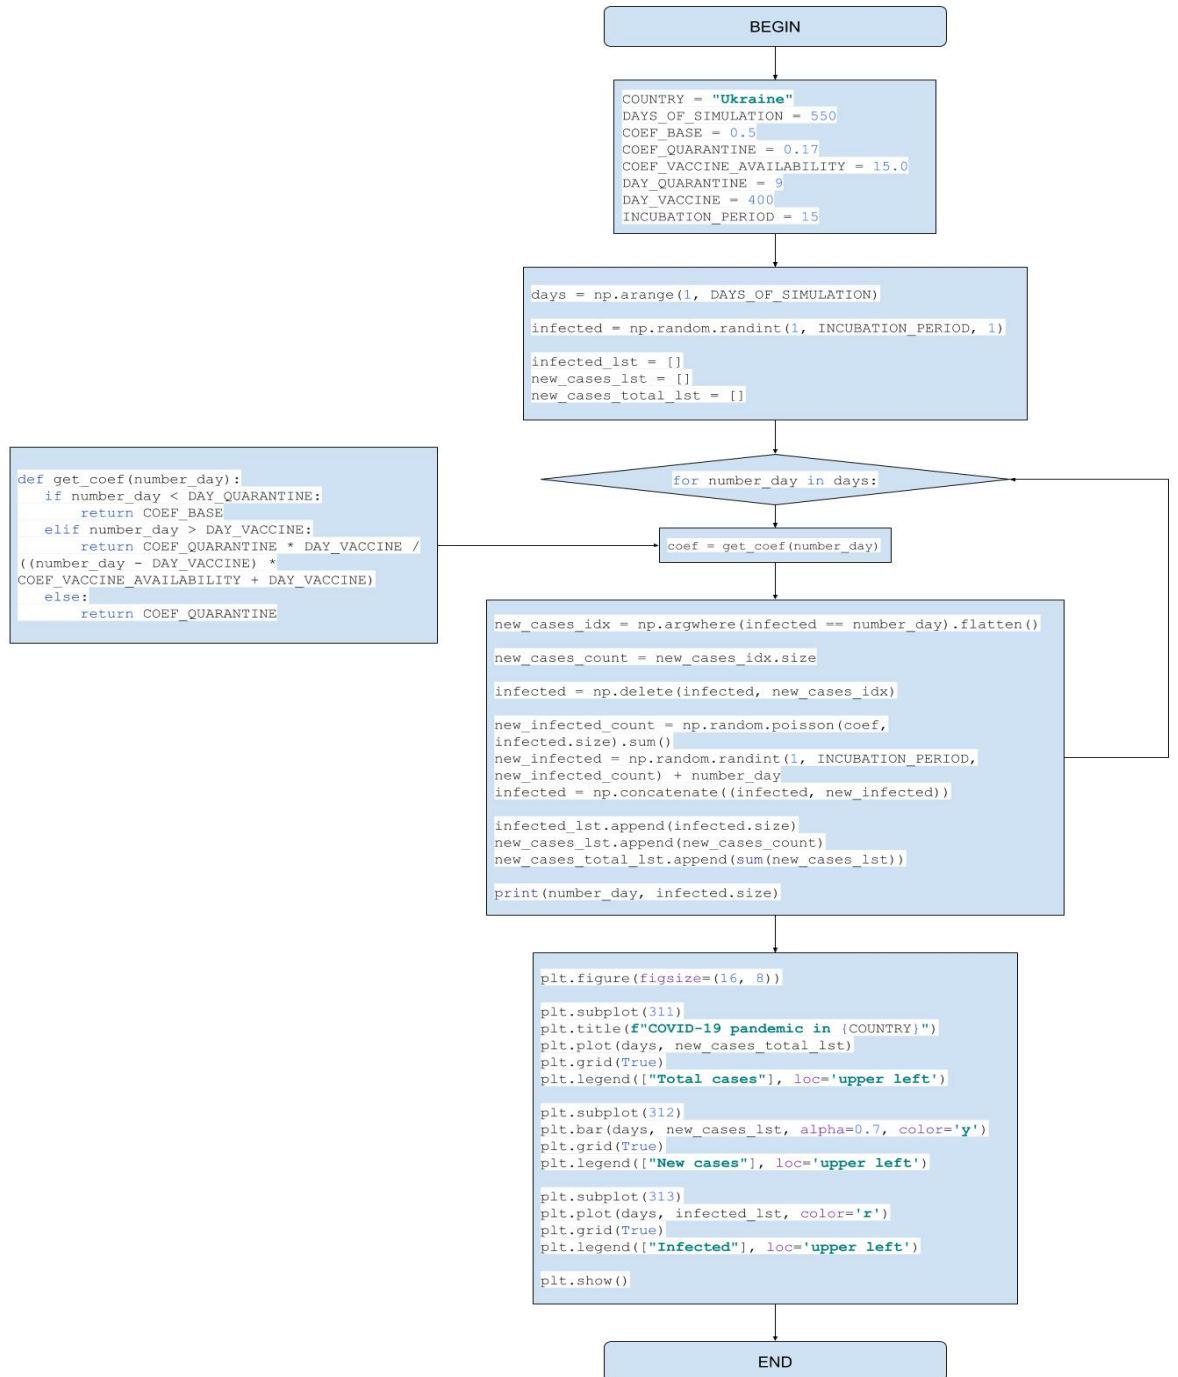 BEGIN
COUNTRY = "Ukraine"
DAYS_OF_SIMULATION = 550
COEF_BASE = 0.5
COEF_QUARANTINE = 0.17
COEF_VACCINE_AVAILABILITY = 15.0
DAY_QUARANTINE = 9
DAY_VACCINE = 400
INCUBATION_PERIOD = 15
days = np.arange(1, DAYS_OF_SIMULATION)
infected = np.random.randint(1, INCUBATION_PERIOD, 1)
infected_lst = []
new_cases_lst = []
new_cases_total_lst = []
for number_day in days:
def get_coef(number_day):
if number_day < DAY_QUARANTINE:
return COEF_BASE
elif number_day > DAY_VACCINE:
return COEF_QUARANTINE * DAY_VACCINE /
((number_day - DAY_VACCINE) *
COEF_VACCINE_AVAILABILITY + DAY_VACCINE)
else:
return COEF_QUARANTINE
coef = get_coef(number_day)
new_cases_idx = np.argwhere(infected == number_day).flatten()
new_cases_count = new_cases_idx.size
infected = np.delete(infected, new_cases_idx)
new_infected_count = np.random.poisson(coef,
infected.size).sum()
new_infected = np.random.randint(1, INCUBATION_PERIOD,
new_infected_count) + number_day
infected = np.concatenate((infected, new_infected))
infected_lst.append(infected.size)
new_cases_lst.append(new_cases_count)
new_cases_total_lst.append(sum(new_cases_lst))
print(number_day, infected.size)
plt.figure(figsize=(16, 8))
plt.subplot(311)
plt.title(f"COVID-19 pandemic in {COUNTRY}")
plt.plot(days, new_cases_total_lst)
plt.grid(True)
plt.legend(["Total cases"], loc='upper left')
plt.subplot(312)
plt.bar(days, new_cases_lst, alpha=0.7, color='y')
plt.grid(True)
plt.legend(["New cases"], loc='upper left')
plt.subplot(313)
plt.plot(days, infected_lst, color='r')
plt.grid(True)
plt.legend(["Infected"], loc='upper left')
plt.show()
END